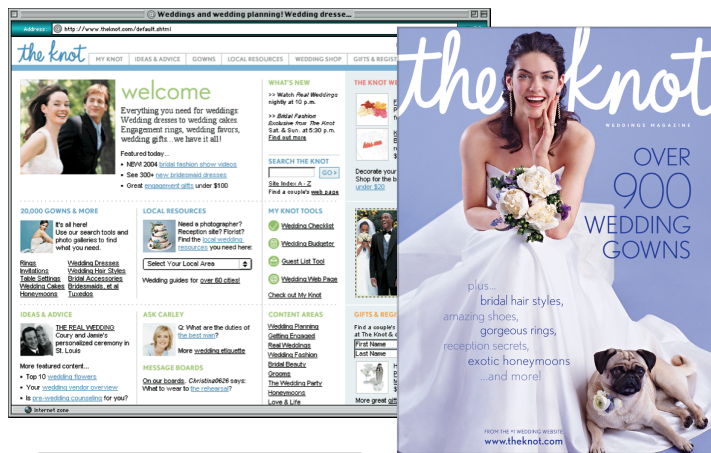 Weddings and wedding planning! Wedding dresse...
Address: http://www.theknot.com/default.shtml
the knot
MY KNOT
IDEAS & ADVICE
GOWNS
LOCAL RESOURCES
WEDDING SHOP
GIFTS & REGIST
welcome
Everything you need for weddings
Wedding dresses to wedding cakes
Engagement rings, wedding favors,
wedding gifts...we have it all!
Featured today...
• NEW! 2004 bridal fashion show videos
• See 300+ new bridesmaid dresses
• Great engagement gifts under $100
WHAT'S NEW
>> Watch Real Weddings
nightly at 10 p.m.
>> Bridal Fashion
Exclusive from The Knot
Sat. & Sun. at 5:30 p.m.
Find out more
SEARCH THE KNOT
GO>
Site Index A - Z
Find a couple's web page
THE KNOT WE
Decorate your
Shop for the b
under $20
20,000 GOWNS & MORE
It's all here!
Use our search tools and
photo galleries to find
what you need.
Rings
Invitations
Table Settings
Wedding Cakes
Honeymoons
Wedding Dresses
Wedding Hair Styles
Bridal Accessories
Bridesmaids, et al
Tuxedos
LOCAL RESOURCES
Need a photographer?
Reception site? Florist?
Find the local wedding
resources you need here:
Select Your Local Area
Wedding guides for over 60 cities!
MY KNOT TOOLS
Wedding Checklist
Wedding Budgeter
Guest List Tool
Wedding Web Page
Check out My Knot
IDEAS & ADVICE
THE REAL WEDDING
Coury and Jamie's
personalized ceremony in
St. Louis
More featured content...
• Top 10 wedding flowers
• Your wedding vendor overview
• Is pre-wedding counseling for you?
ASK CARLEY
Q: What are the duties of
the best man?
More wedding etiquette
MESSAGE BOARDS
On our boards, Christina0626 says:
What to wear to the rehearsal?
CONTENT AREAS
Wedding Planning
Getting Engaged
Real Weddings
Wedding Fashion
Bridal Beauty
Grooms
The Wedding Party
Honeymoons
Love & Life
GIFTS & REGIS
Find a couple's
at The Knot &
First Name
Last Name
More great gift
Internet zone
the knot
WEDDINGS MAGAZINE
OVER
900
WEDDING
GOWNS
plus...
bridal hair styles,
amazing shoes,
gorgeous rings,
reception secrets,
exotic honeymoons
...and more!
FROM THE #1 WEDDING WEBSITE
www.theknot.com